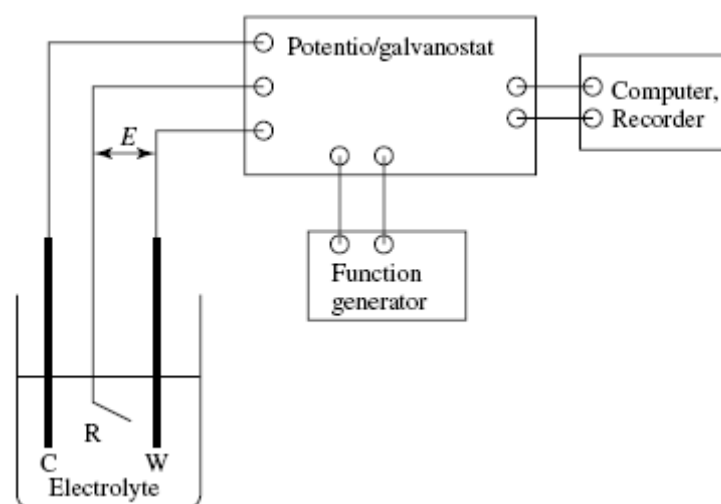 Potentio/galvanostat
Computer,
Recorder
E
Function
generator
R
C
W
Electrolyte